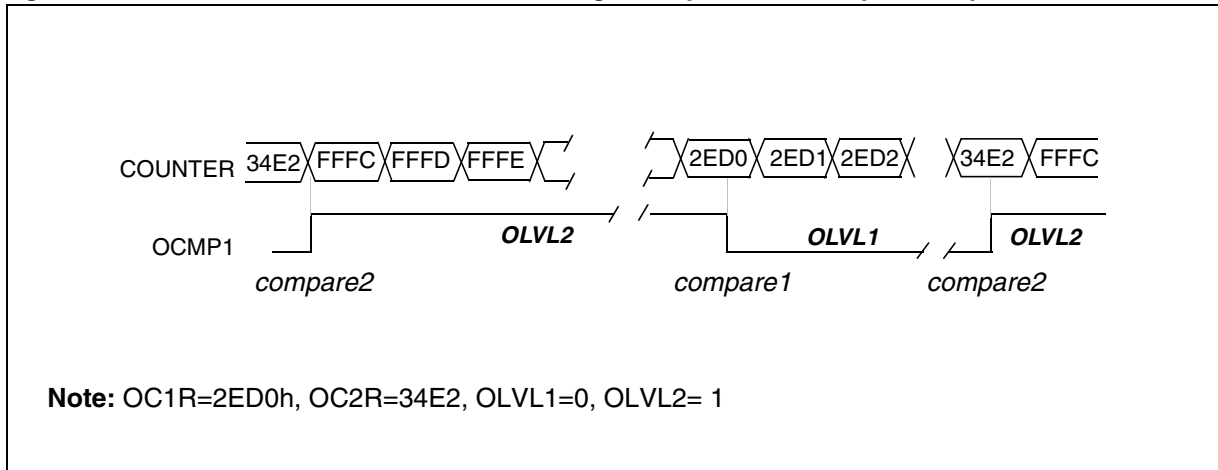 COUNTER 34E2 FFFC FFFD FFFE 2ED0 2ED1 2ED2 34E2 FFFC
OCMP1 OLVL2 OLVL1 OLVL2
compare2 compare1 compare2
Note: OC1R=2ED0h, OC2R=34E2, OLVL1=0, OLVL2= 1